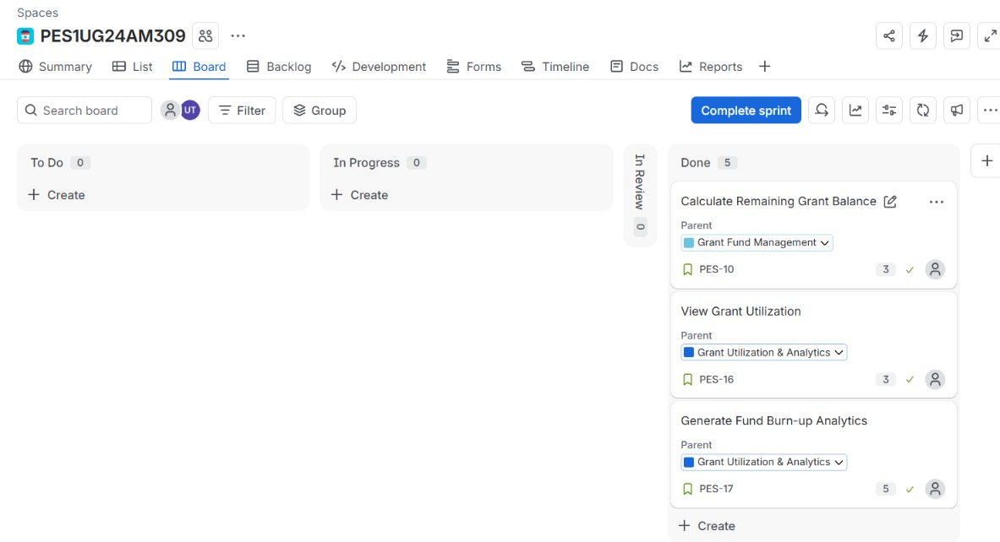 Spaces
PES1UG24AM309
Summary List Board Backlog Development Forms Timeline Docs Reports
Search board UT Filter Group Complete sprint
To Do 0
Create
In Progress 0
Create
In Review 0
Done 5
Calculate Remaining Grant Balance
Parent
Grant Fund Management
PES-10 3
View Grant Utilization
Parent
Grant Utilization & Analytics
PES-16 3
Generate Fund Burn-up Analytics
Parent
Grant Utilization & Analytics
PES-17 5
Create